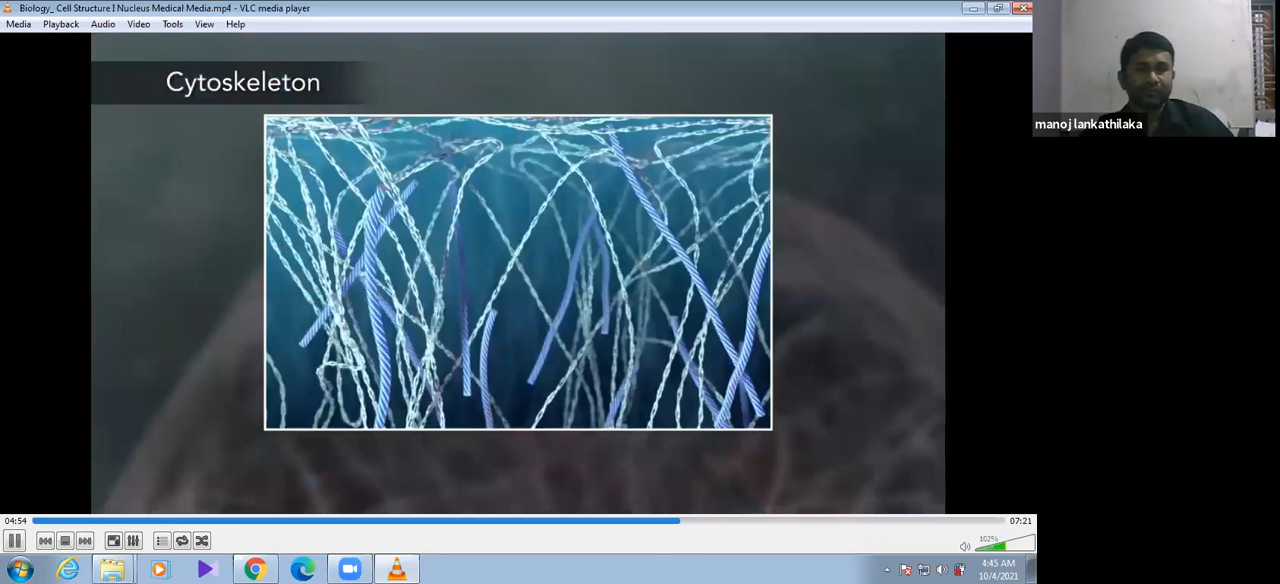 Biology_ Cell Structure I Nucleus Medical Media.mp4 - VLC media player
Media Playback Audio Video Tools View Help
Cytoskeleton
manoj lankathilaka
04:54
07:21
102%
4:45 AM
10/4/2021